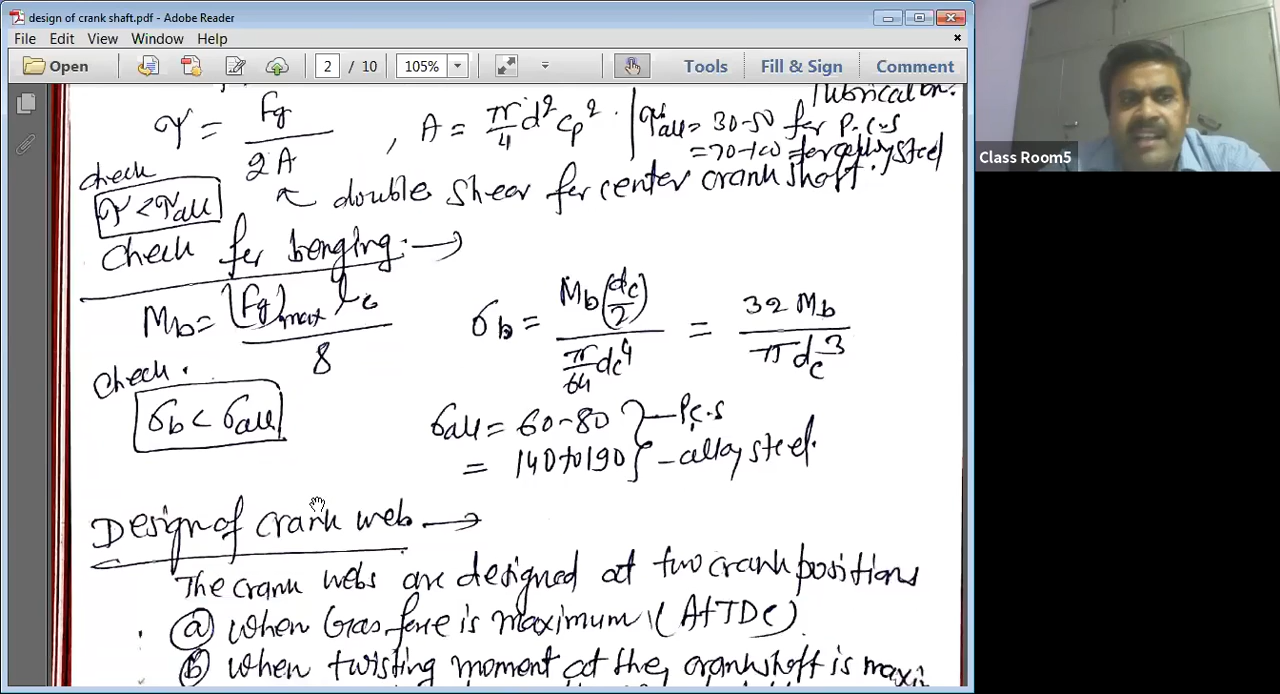 design of crank shaft.pdf - Adobe Reader
File Edit View Window Help
Open 2 / 10 105% Tools Fill & Sign Comment
lubrication.
τ = Fg / 2A , A = π/4 d² cp² · | τall = 30-50 for P.C.S
= 70-100 = for alloy steel
check
τ < τall
double shear for center crank shaft.
Class Room5
Check for benging: →
Mb = (Fg)max lc / 8
σb = Mb (dc/2) / π/64 dc⁴ = 32 Mb / π dc³
Check.
σb < σall
σall = 60-80 } — P.C.S
= 140 to 190 } - alloy steel.
Design of crank web →
The crank webs are designed at two crank positions
(a) when Gas force is maximum (At TDC)
(b) when twisting moment at the crankshaft is maxi